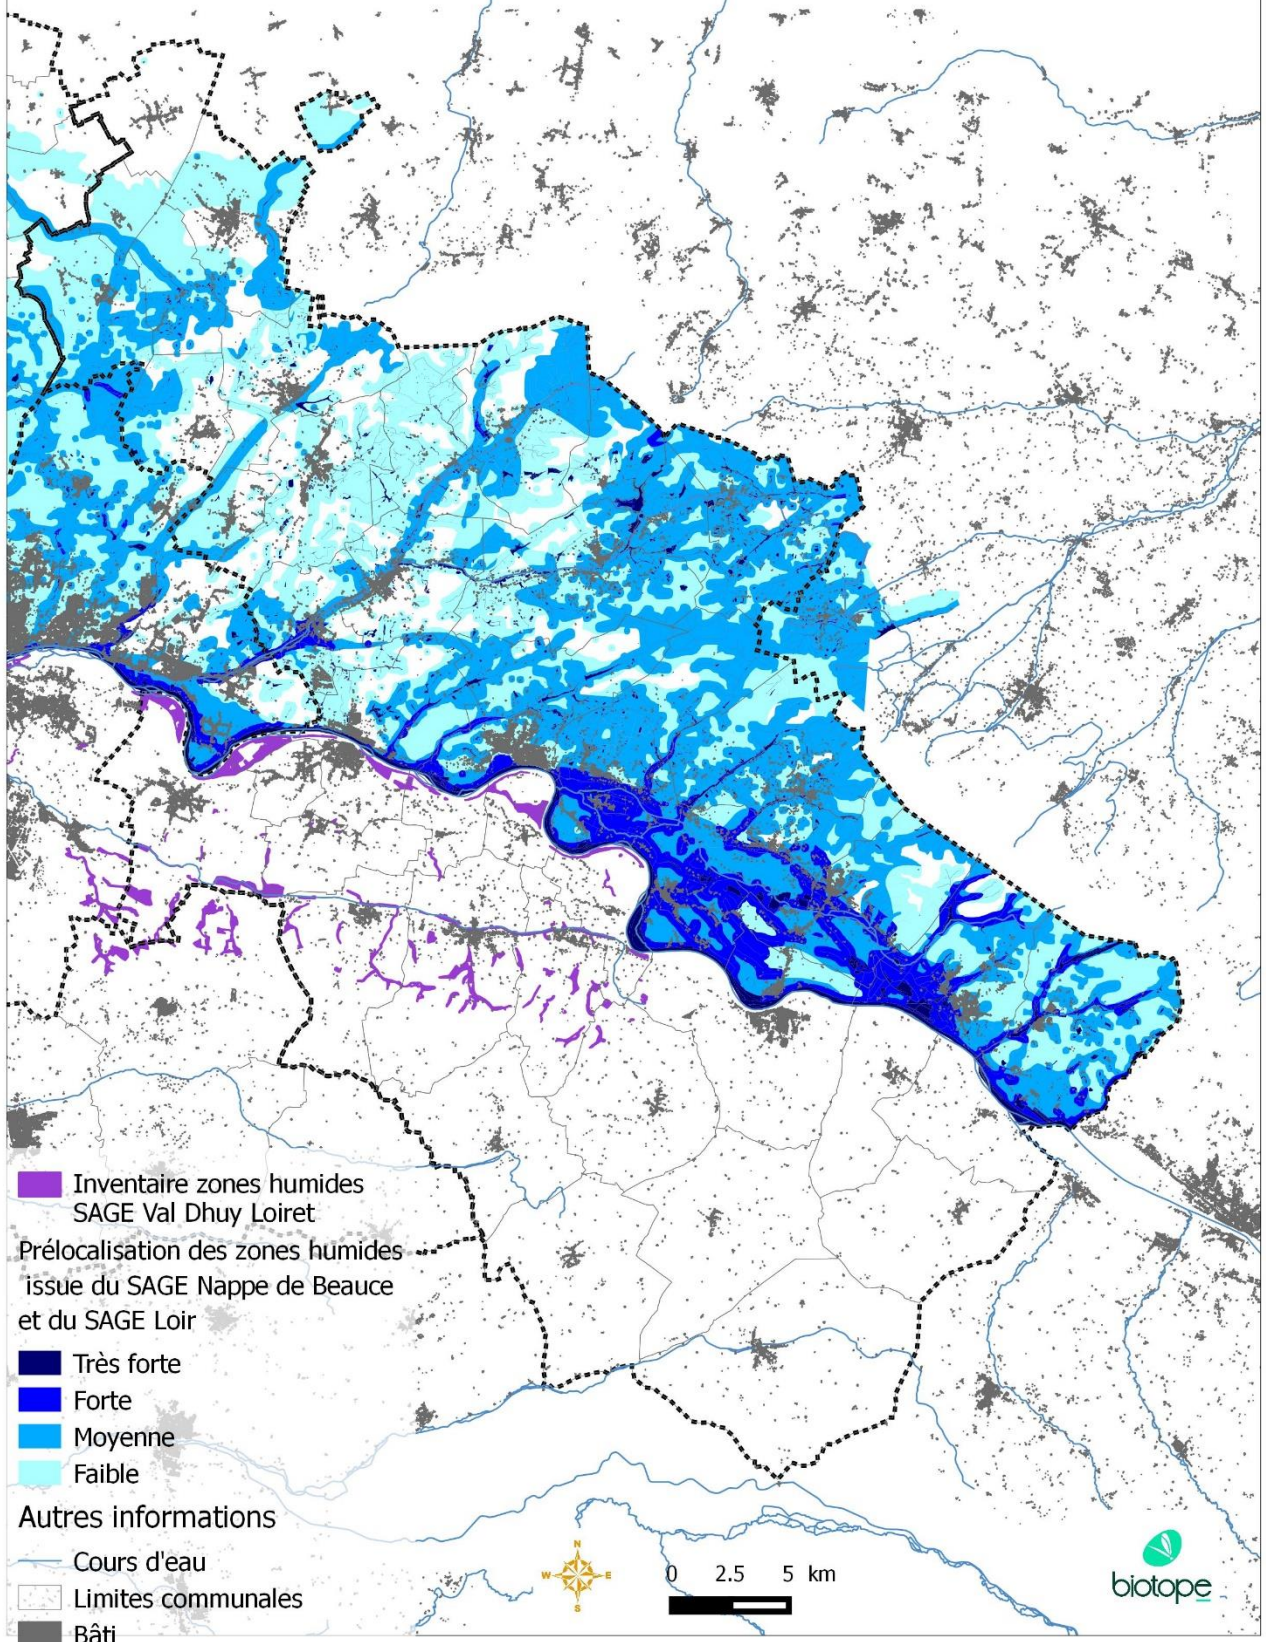 Inventaire zones humides
SAGE Val Dhuy Loiret
Prélocalisation des zones humides
issue du SAGE Nappe de Beauce
et du SAGE Loir
Très forte
Forte
Moyenne
Faible
Autres informations
Cours d'eau
Limites communales
Bâti
N
W E
S
0 2.5 5 km
biotope